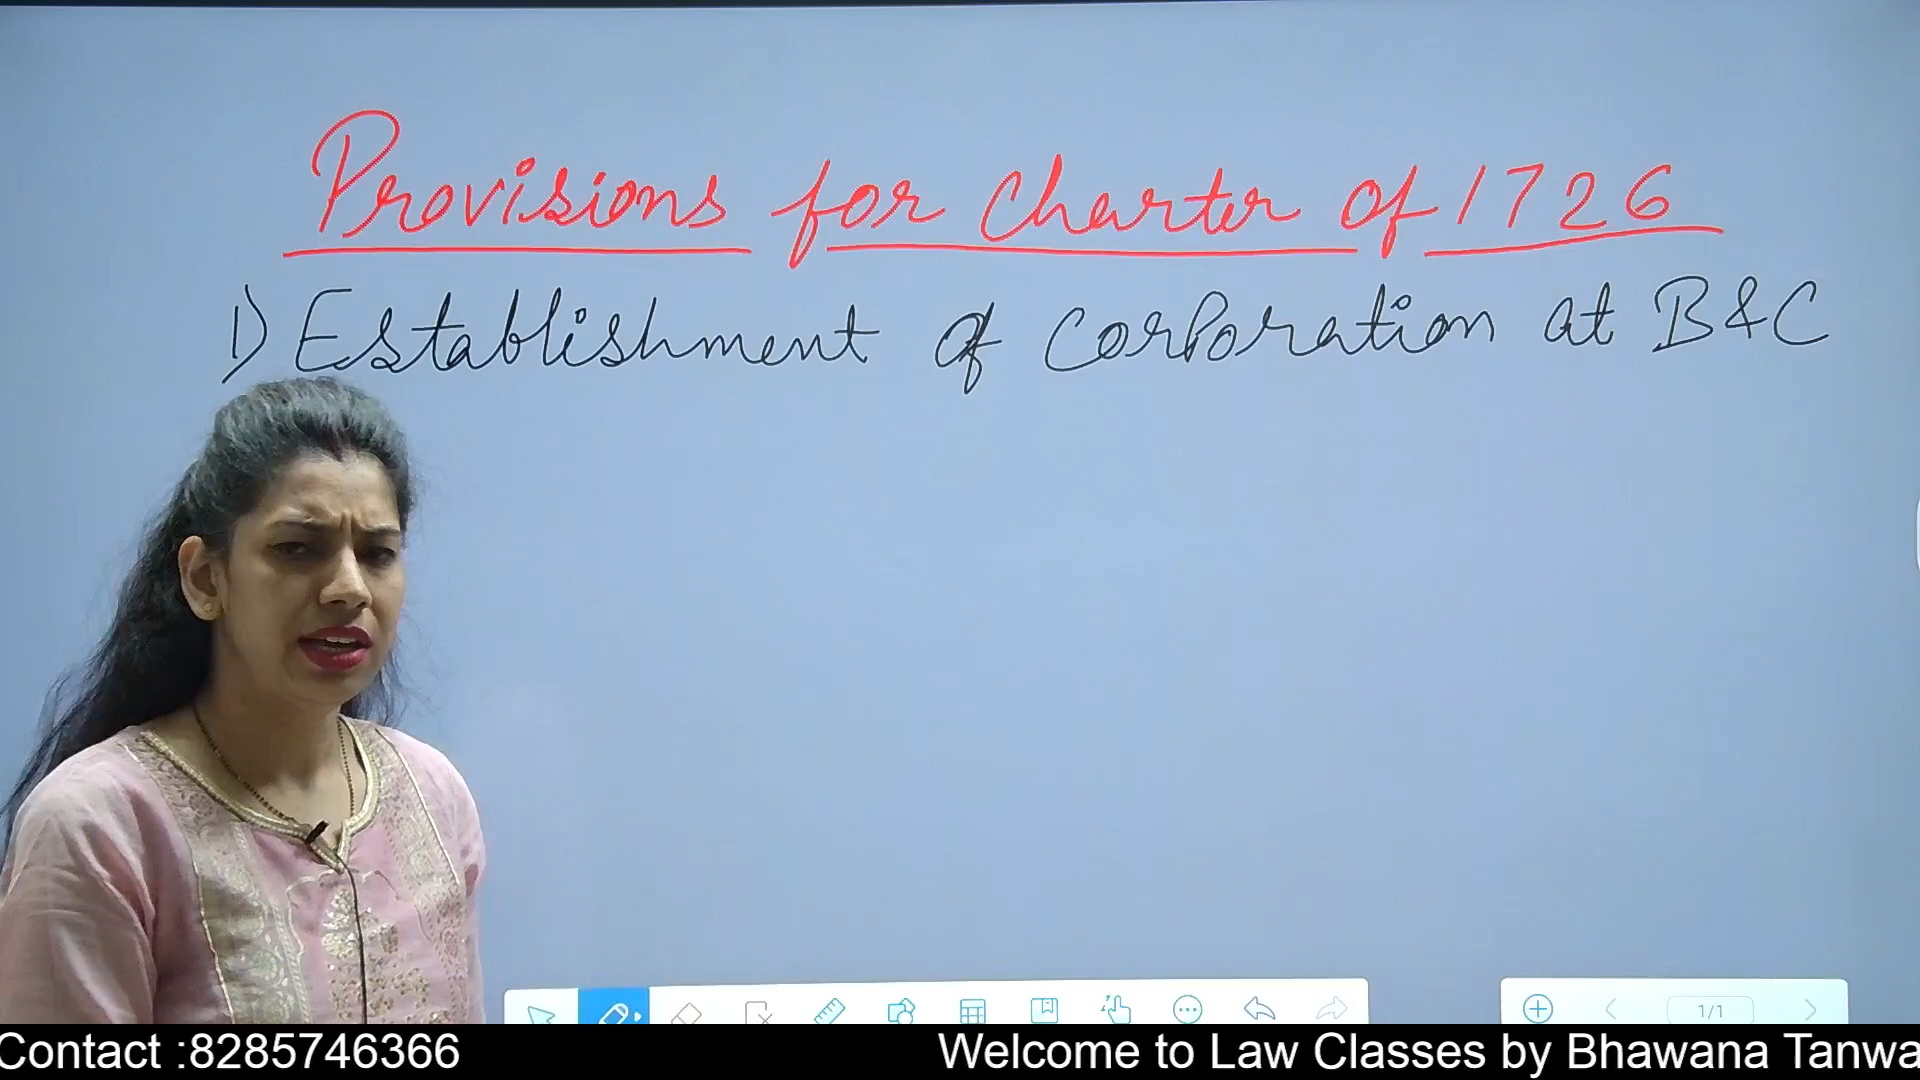 Provisions for Charter of 1726
1) Establishment of corporation at B&C
1/1
Contact :8285746366
Welcome to Law Classes by Bhawana Tanwa